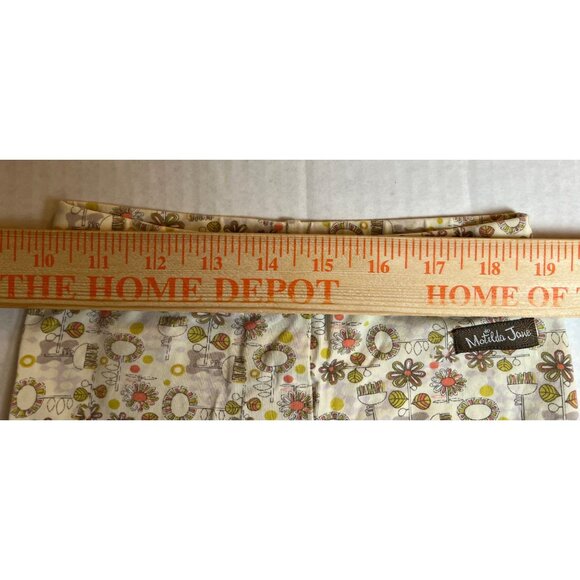 10 11 12 13 14 15 16 17 18 19
THE HOME DEPOT HOME OF T
Matilda Jane